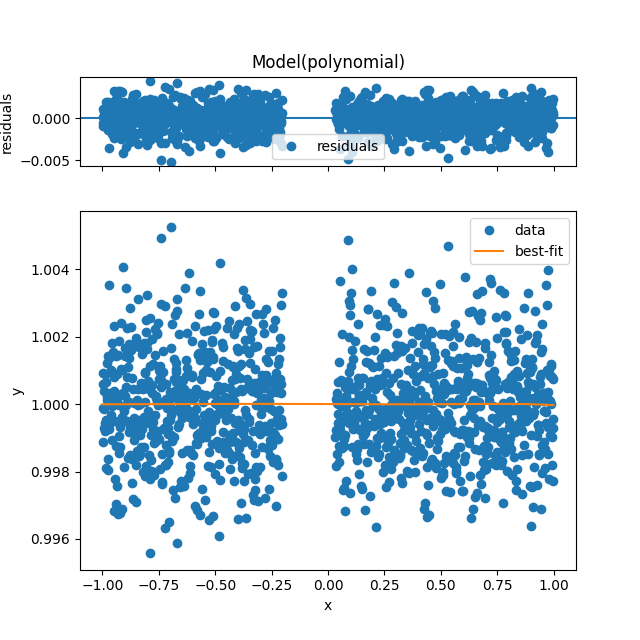 Model(polynomial)
residuals
0.000
−0.005
residuals
data
best-fit
y
1.004
1.002
1.000
0.998
0.996
−1.00 −0.75 −0.50 −0.25 0.00 0.25 0.50 0.75 1.00
x